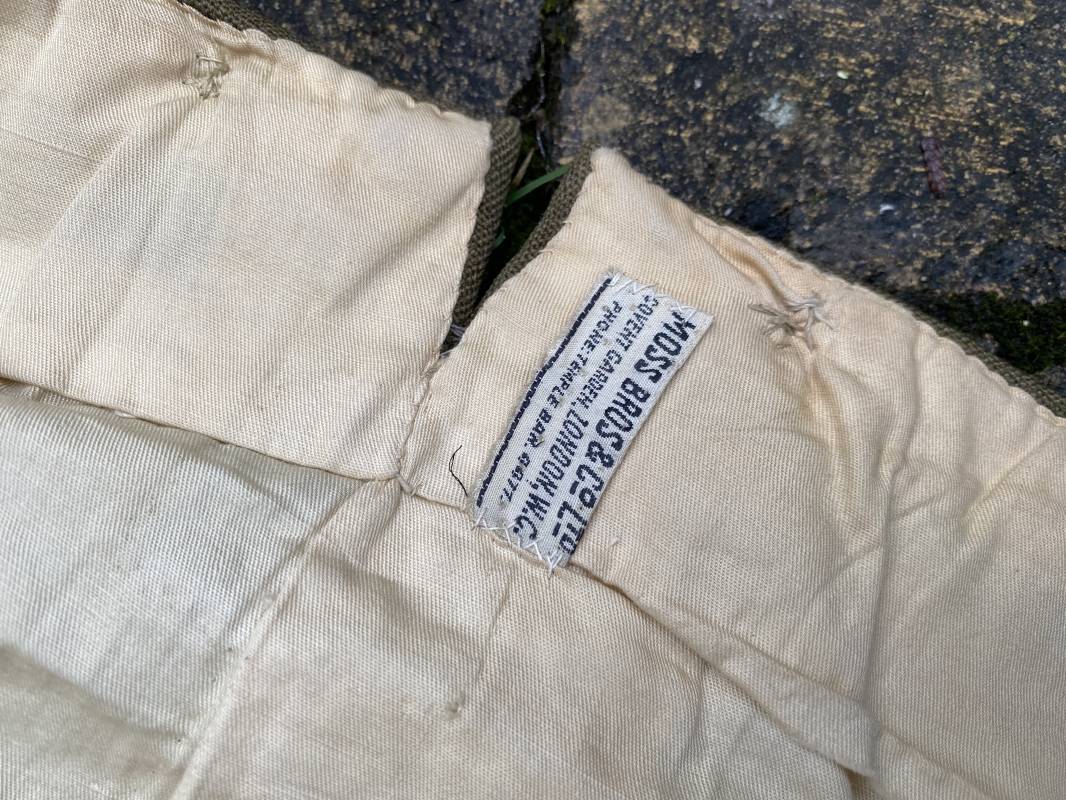 MOSS BROS & CO LTD
COVENT GARDEN, LONDON, W.C.
PHONE: TEMPLE BAR 4477.